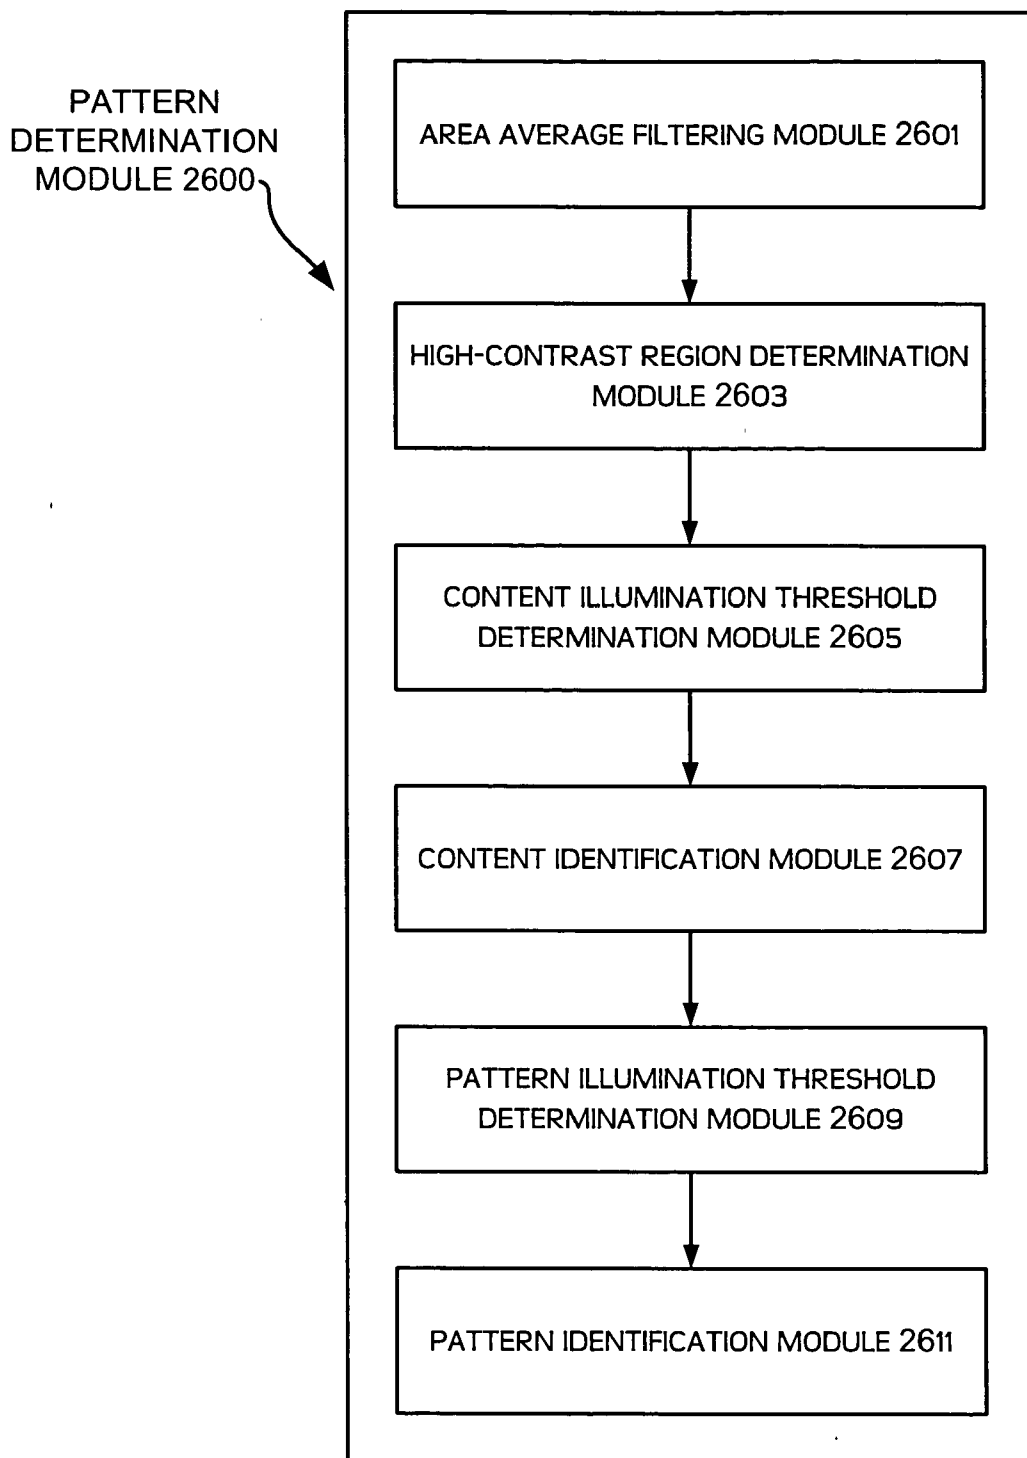 PATTERN
DETERMINATION
MODULE 2600
AREA AVERAGE FILTERING MODULE 2601
HIGH-CONTRAST REGION DETERMINATION
MODULE 2603
CONTENT ILLUMINATION THRESHOLD
DETERMINATION MODULE 2605
CONTENT IDENTIFICATION MODULE 2607
PATTERN ILLUMINATION THRESHOLD
DETERMINATION MODULE 2609
PATTERN IDENTIFICATION MODULE 2611